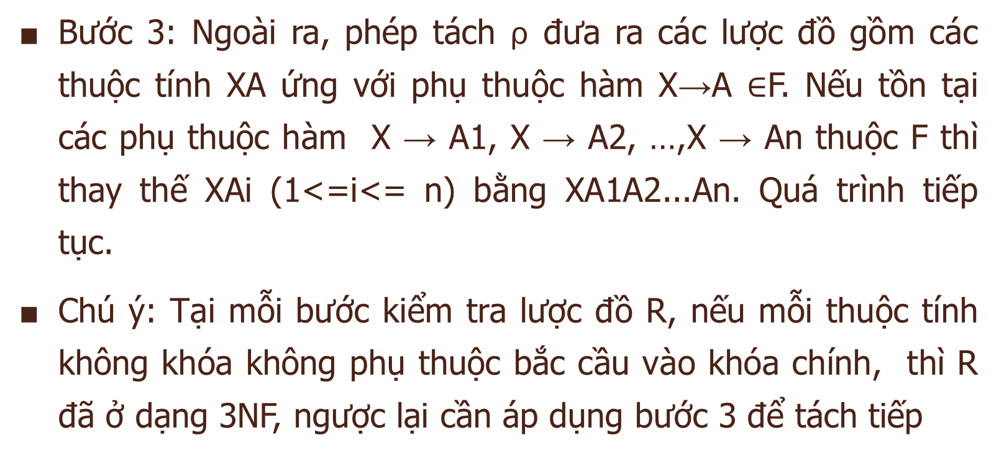 ▪ Bước 3: Ngoài ra, phép tách ρ đưa ra các lược đồ gồm các
thuộc tính XA ứng với phụ thuộc hàm X→A ∈F. Nếu tồn tại
các phụ thuộc hàm X → A1, X → A2, …,X → An thuộc F thì
thay thế XAi (1<=i<= n) bằng XA1A2...An. Quá trình tiếp
tục.
▪ Chú ý: Tại mỗi bước kiểm tra lược đồ R, nếu mỗi thuộc tính
không khóa không phụ thuộc bắc cầu vào khóa chính, thì R
đã ở dạng 3NF, ngược lại cần áp dụng bước 3 để tách tiếp